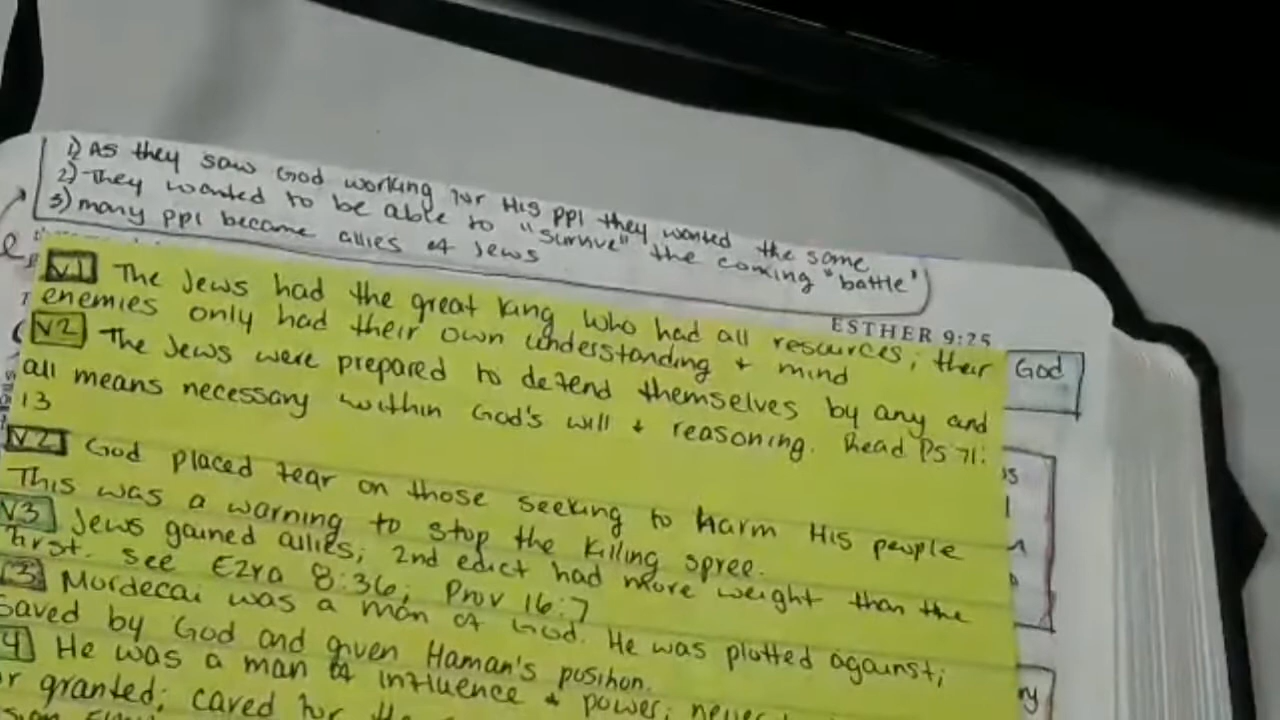 1) As they saw God working for His ppl they wanted the same
2) They wanted to be able to "survive" the coming "battle"
3) many ppl became allies of Jews
ESTHER 9:25
V1 The Jews had the great king who had all resources; their
enemies only had their own understanding + mind
V2 The Jews were prepared to defend themselves by any and
all means necessary within God's will + reasoning. Read Ps 71:
13
V2 God placed fear on those seeking to harm His people
This was a warning to stop the killing spree.
V3 Jews gained allies; 2nd edict had more weight than the
first. see Ezra 8:36; Prov 16:7
3 Mordecai was a man of God. He was plotted against;
saved by God and given Haman's position.
4 He was a man of influence + power; never
granted; cared for the
God